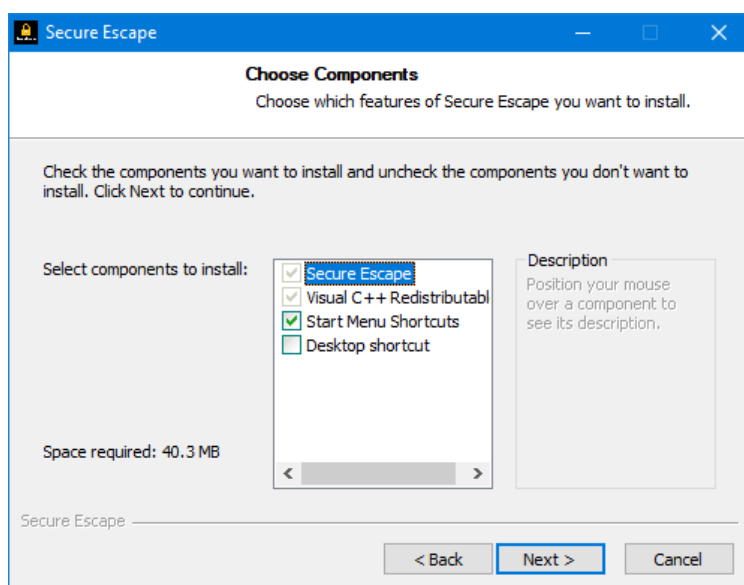 Secure Escape
Choose Components
Choose which features of Secure Escape you want to install.
Check the components you want to install and uncheck the components you don't want to
install. Click Next to continue.
Select components to install:
Secure Escape
Visual C++ Redistributabl
Start Menu Shortcuts
Desktop shortcut
Description
Position your mouse
over a component to
see its description.
Space required: 40.3 MB
Secure Escape
< Back
Next >
Cancel